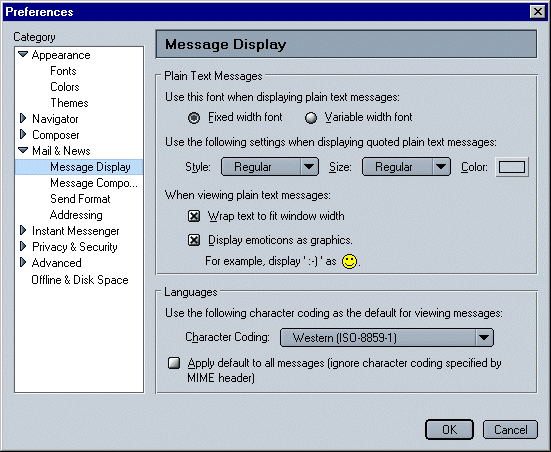 Preferences
Category
Appearance
Fonts
Colors
Themes
Navigator
Composer
Mail & News
Message Display
Message Compo...
Send Format
Addressing
Instant Messenger
Privacy & Security
Advanced
Offline & Disk Space
Message Display
Plain Text Messages
Use this font when displaying plain text messages:
Fixed width font Variable width font
Use the following settings when displaying quoted plain text messages:
Style: Regular Size: Regular Color:
When viewing plain text messages:
Wrap text to fit window width
Display emoticons as graphics.
For example, display ' :-) ' as .
Languages
Use the following character coding as the default for viewing messages:
Character Coding: Western (ISO-8859-1)
Apply default to all messages (ignore character coding specified by
MIME header)
OK Cancel